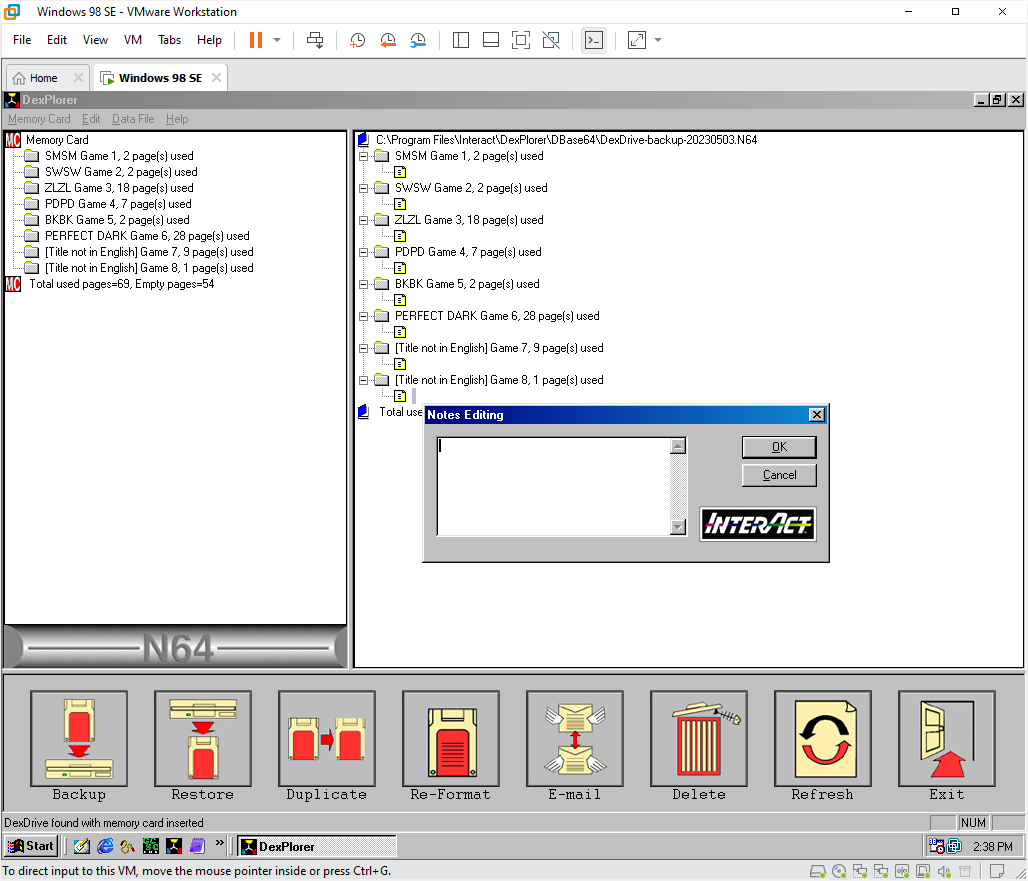 Windows 98 SE - VMware Workstation
File Edit View VM Tabs Help
Home Windows 98 SE
DexPlorer
Memory Card Edit Data File Help
MC Memory Card
SMSM Game 1, 2 page(s) used
SWSW Game 2, 2 page(s) used
ZLZL Game 3, 18 page(s) used
PDPD Game 4, 7 page(s) used
BKBK Game 5, 2 page(s) used
PERFECT DARK Game 6, 28 page(s) used
[Title not in English] Game 7, 9 page(s) used
[Title not in English] Game 8, 1 page(s) used
MC Total used pages=69, Empty pages=54
C:\Program Files\Interact\DexPlorer\DBase64\DexDrive-backup-20230503.N64
SMSM Game 1, 2 page(s) used
SWSW Game 2, 2 page(s) used
ZLZL Game 3, 18 page(s) used
PDPD Game 4, 7 page(s) used
BKBK Game 5, 2 page(s) used
PERFECT DARK Game 6, 28 page(s) used
[Title not in English] Game 7, 9 page(s) used
[Title not in English] Game 8, 1 page(s) used
Total use
Notes Editing
OK
Cancel
INTERACT
N64
Backup Restore Duplicate Re-Format E-mail Delete Refresh Exit
DexDrive found with memory card inserted NUM
Start DexPlorer 2:38 PM
To direct input to this VM, move the mouse pointer inside or press Ctrl+G.